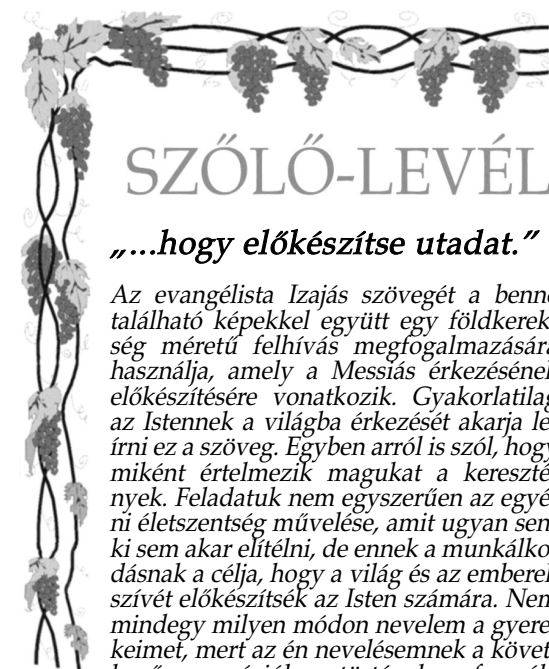 SZŐLŐ-LEVÉL
„...hogy előkészítse utadat."
Az evangélista Izajás szövegét a benne
található képekkel együtt egy földkerek
ség méretű felhívás megfogalmazására
használja, amely a Messiás érkezésének
előkészítésére vonatkozik. Gyakorlatilag
az Istennek a világba érkezését akarja le
írni ez a szöveg. Egyben arról is szól, hogy
miként értelmezik magukat a kereszté
nyek. Feladatuk nem egyszerűen az egyé
ni életszentség művelése, amit ugyan sen
ki sem akar elítélni, de ennek a munkálko
dásnak a célja, hogy a világ és az emberek
szívét előkészítsék az Isten számára. Nem
mindegy milyen módon nevelem a gyere
keimet, mert az én nevelésemnek a követ